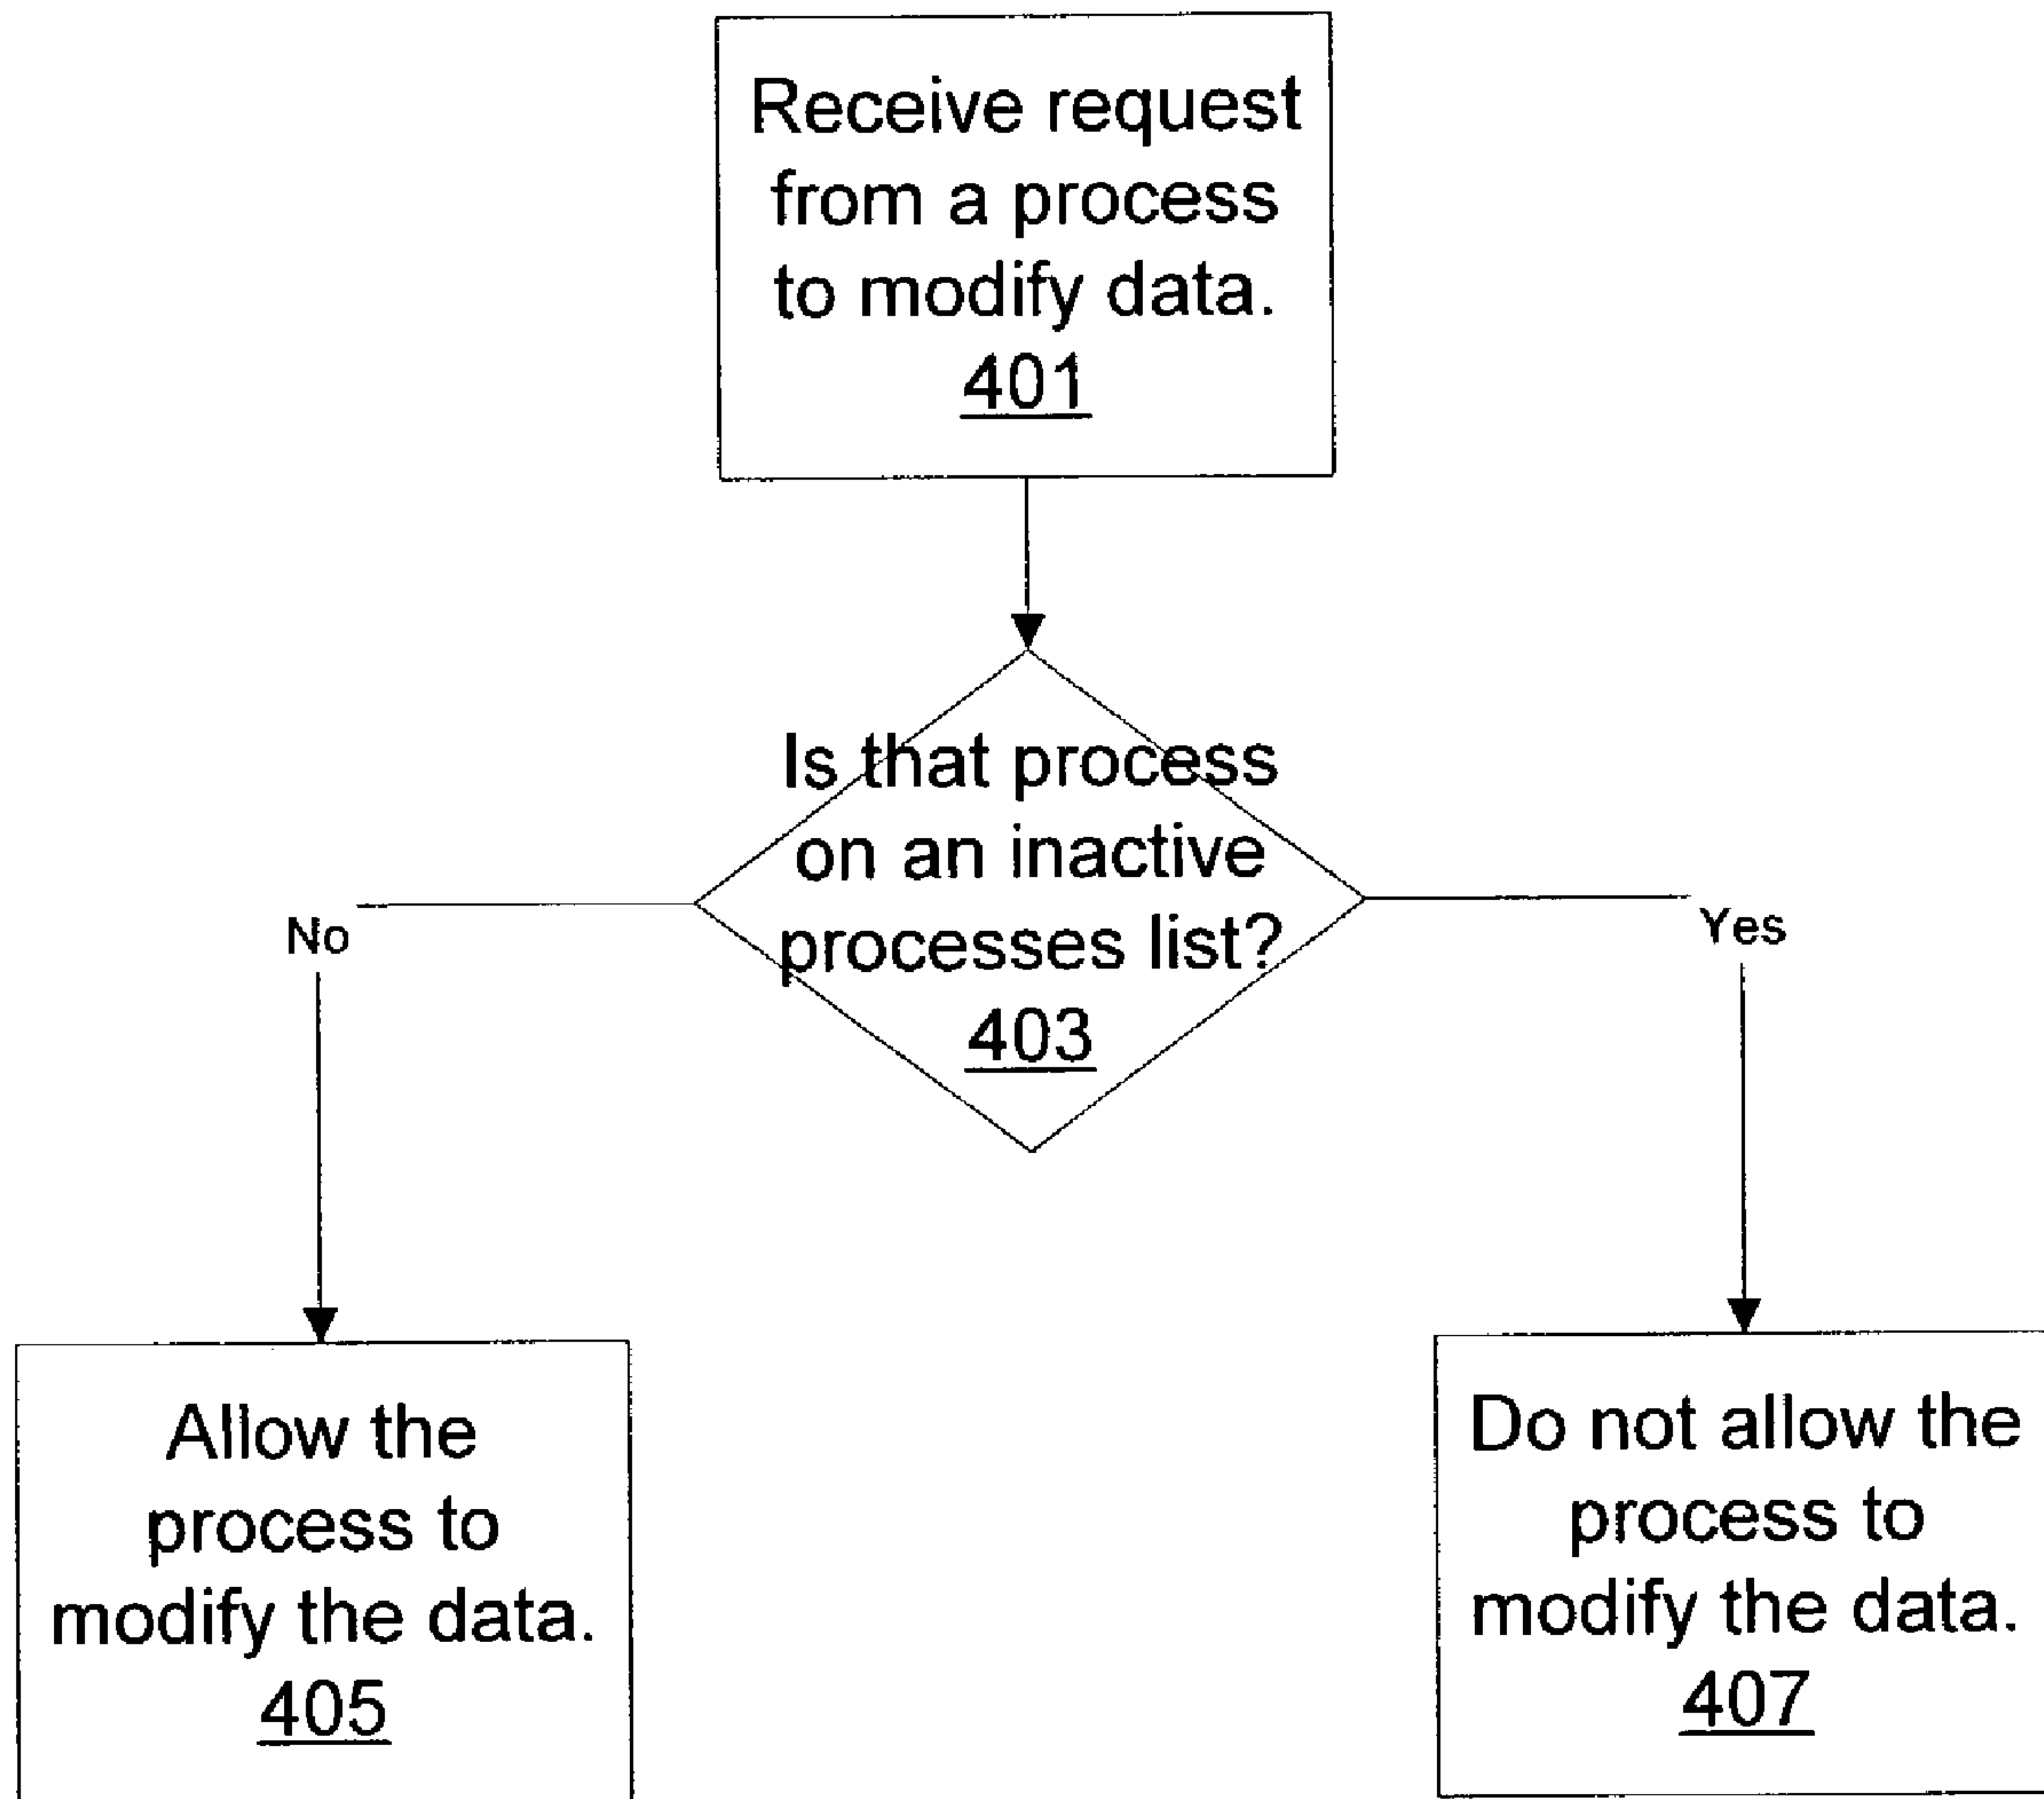 Receive request
from a process
to modify data.
401
Is that process
on an inactive
processes list?
403
No
Yes
Allow the
process to
modify the data.
405
Do not allow the
process to
modify the data.
407